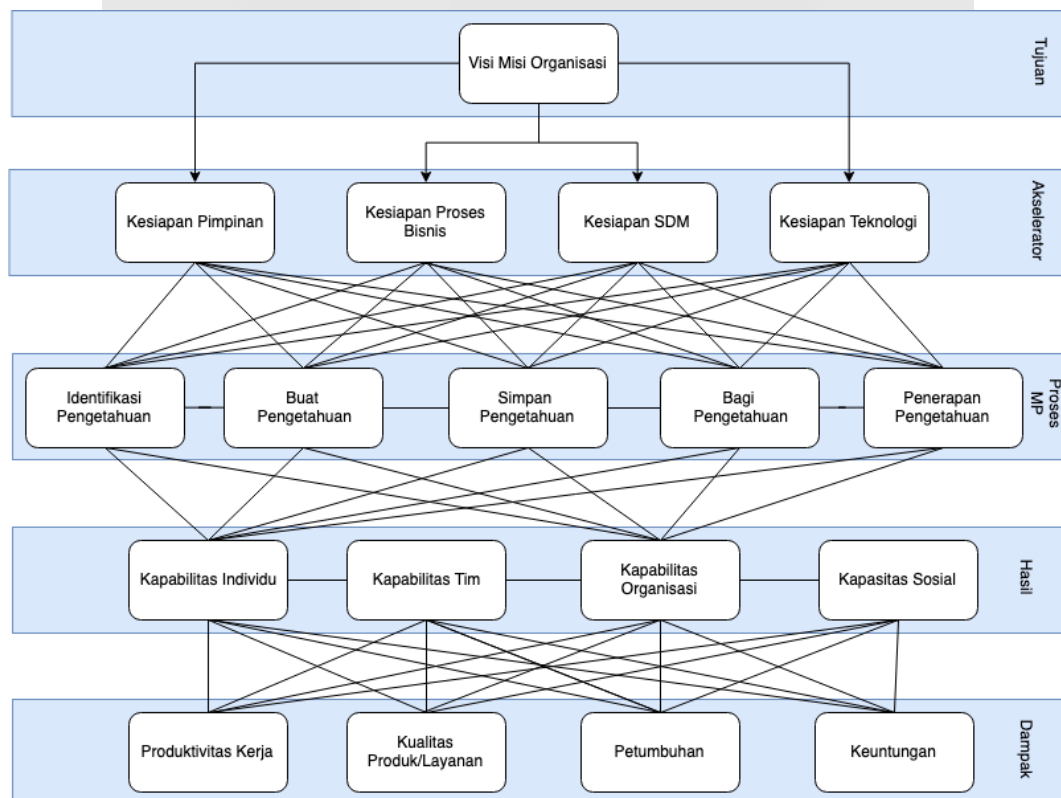 Visi Misi Organisasi
Tujuan
Kesiapan Pimpinan
Kesiapan Proses
Bisnis
Kesiapan SDM
Kesiapan Teknologi
Akselerator
Identifikasi
Pengetahuan
Buat
Pengetahuan
Simpan
Pengetahuan
Bagi
Pengetahuan
Penerapan
Pengetahuan
Proses
MP
Kapabilitas Individu
Kapabilitas Tim
Kapabilitas
Organisasi
Kapasitas Sosial
Hasil
Produktivitas Kerja
Kualitas
Produk/Layanan
Petumbuhan
Keuntungan
Dampak